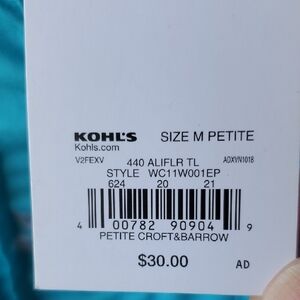 KOHL'S SIZE M PETITE
Kohls.com
V2FEXV 440 ALIFLR TL ADXVN1018
STYLE WC11W001EP
624 20 21
4 00782 90904 9
PETITE CROFT&BARROW
$30.00 AD